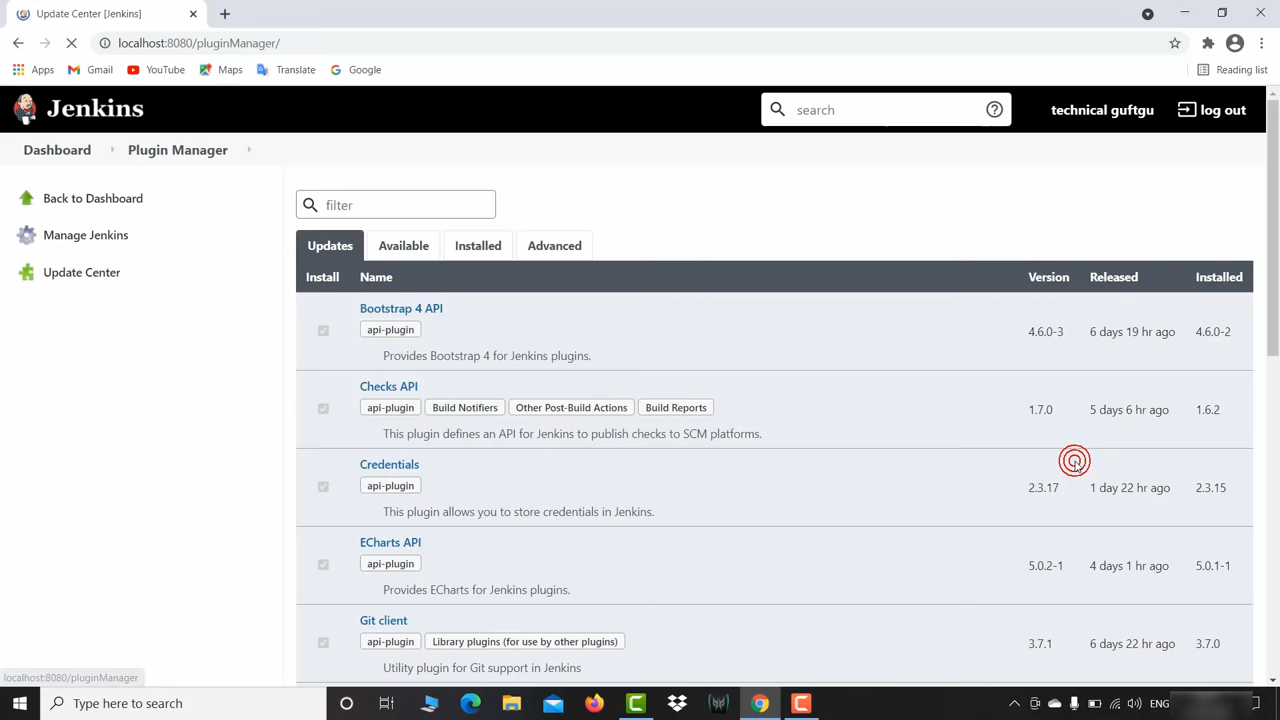 Update Center [Jenkins]
localhost:8080/pluginManager/
Apps Gmail YouTube Maps Translate Google Reading list
Jenkins search technical guftgu log out
Dashboard Plugin Manager
Back to Dashboard
Manage Jenkins
Update Center
filter
Updates Available Installed Advanced
Install Name Version Released Installed
Bootstrap 4 API
api-plugin
4.6.0-3 6 days 19 hr ago 4.6.0-2
Provides Bootstrap 4 for Jenkins plugins.
Checks API
api-plugin Build Notifiers Other Post-Build Actions Build Reports
1.7.0 5 days 6 hr ago 1.6.2
This plugin defines an API for Jenkins to publish checks to SCM platforms.
Credentials
api-plugin
2.3.17 1 day 22 hr ago 2.3.15
This plugin allows you to store credentials in Jenkins.
ECharts API
api-plugin
5.0.2-1 4 days 1 hr ago 5.0.1-1
Provides ECharts for Jenkins plugins.
Git client
api-plugin Library plugins (for use by other plugins)
3.7.1 6 days 22 hr ago 3.7.0
Utility plugin for Git support in Jenkins
localhost:8080/pluginManager
Type here to search ENG